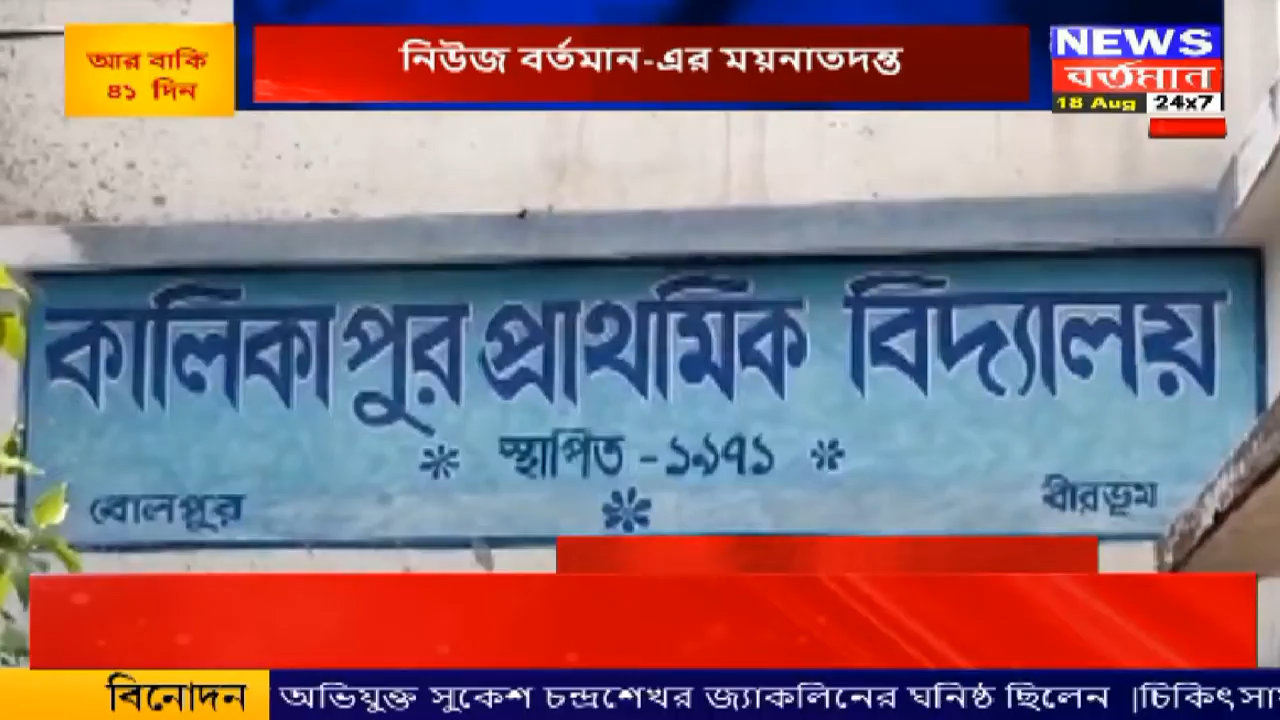 আর বাকি
৪১ দিন
নিউজ বর্তমান-এর ময়নাতদন্ত
NEWS
বর্তমান
18 Aug 24x7
কালিকাপুর প্রাথমিক বিদ্যালয়
স্থাপিত - ১৯৭১
বোলপুর
বীরভূম
বিনোদন
অভিযুক্ত সুকেশ চন্দ্রশেখর জ্যাকলিনের ঘনিষ্ঠ ছিলেন |চিকিৎসা